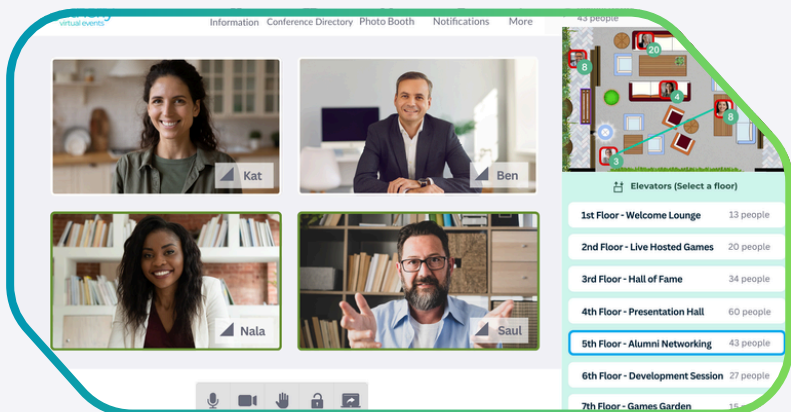 virtual events
Information Conference Directory Photo Booth Notifications More
43 people
20
8
4
8
3
Kat
Ben
Nala
Saul
Elevators (Select a floor)
1st Floor - Welcome Lounge 13 people
2nd Floor - Live Hosted Games 20 people
3rd Floor - Hall of Fame 34 people
4th Floor - Presentation Hall 60 people
5th Floor - Alumni Networking 43 people
6th Floor - Development Session 27 people
7th Floor - Games Garden 15